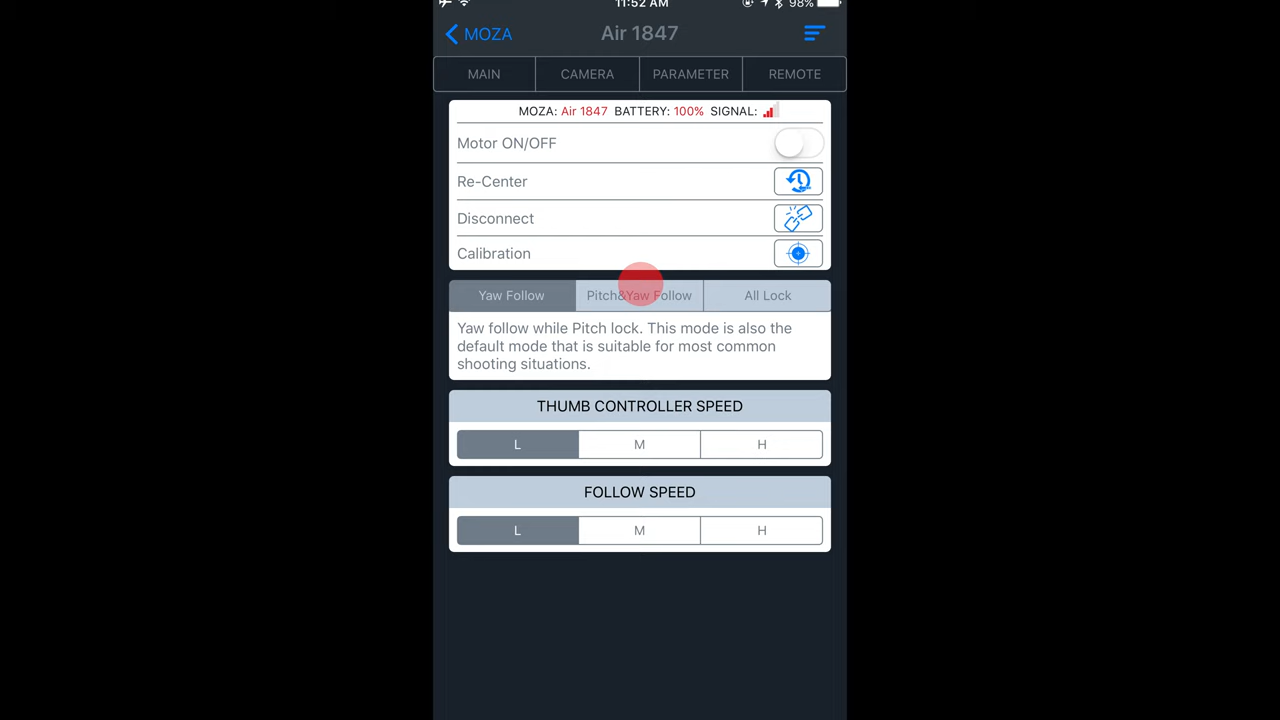 11:52 AM 98%
MOZA Air 1847
MAIN CAMERA PARAMETER REMOTE
MOZA: Air 1847 BATTERY: 100% SIGNAL:
Motor ON/OFF
Re-Center
Disconnect
Calibration
Yaw Follow Pitch&Yaw Follow All Lock
Yaw follow while Pitch lock. This mode is also the
default mode that is suitable for most common
shooting situations.
THUMB CONTROLLER SPEED
L M H
FOLLOW SPEED
L M H